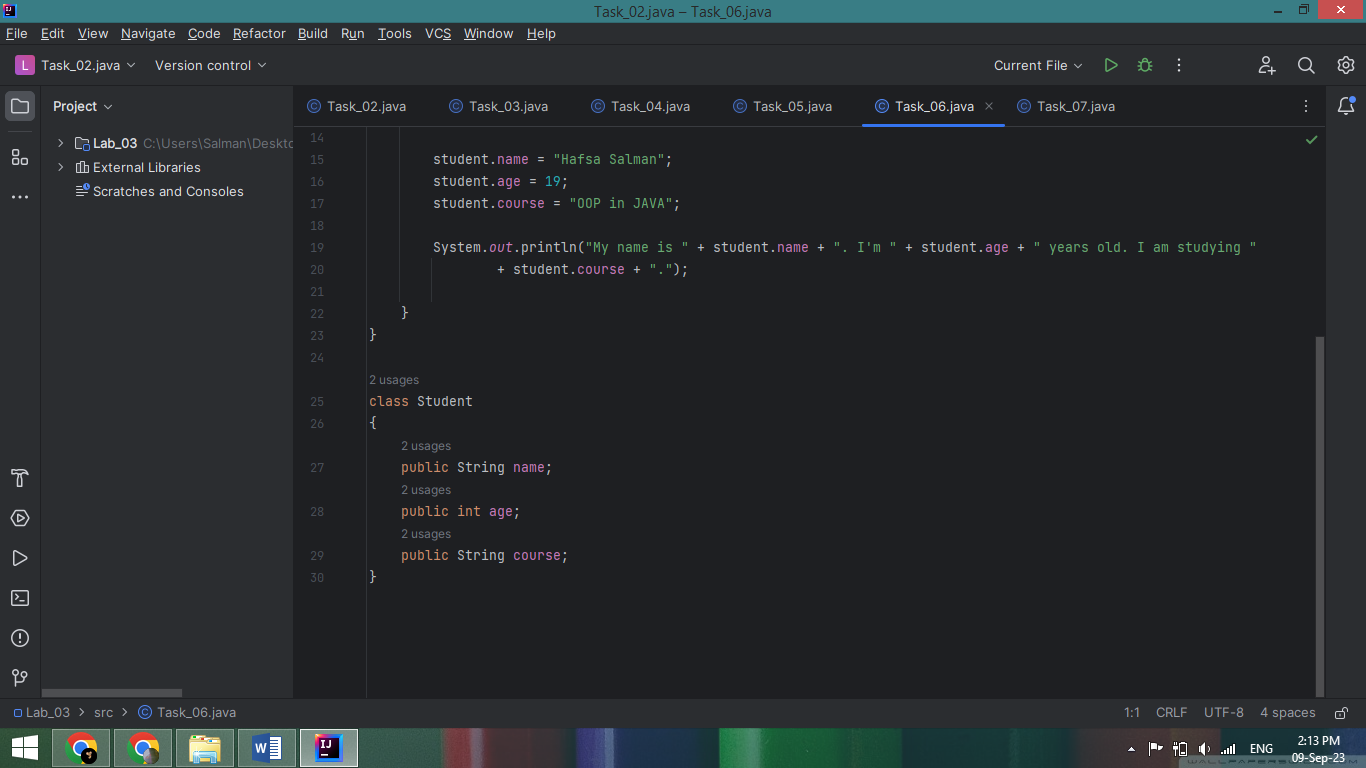 Task_02.java – Task_06.java
File Edit View Navigate Code Refactor Build Run Tools VCS Window Help
L Task_02.java Version control Current File
Project
Task_02.java Task_03.java Task_04.java Task_05.java Task_06.java Task_07.java
Lab_03 C:\Users\Salman\Deskto
External Libraries
Scratches and Consoles
14
15 student.name = "Hafsa Salman";
16 student.age = 19;
17 student.course = "OOP in JAVA";
18
19 System.out.println("My name is " + student.name + ". I'm " + student.age + " years old. I am studying "
20 + student.course + ".");
21
22 }
23 }
24
2 usages
25 class Student
26 {
2 usages
27 public String name;
2 usages
28 public int age;
2 usages
29 public String course;
30 }
Lab_03 > src > Task_06.java 1:1 CRLF UTF-8 4 spaces
ENG
2:13 PM
09-Sep-23